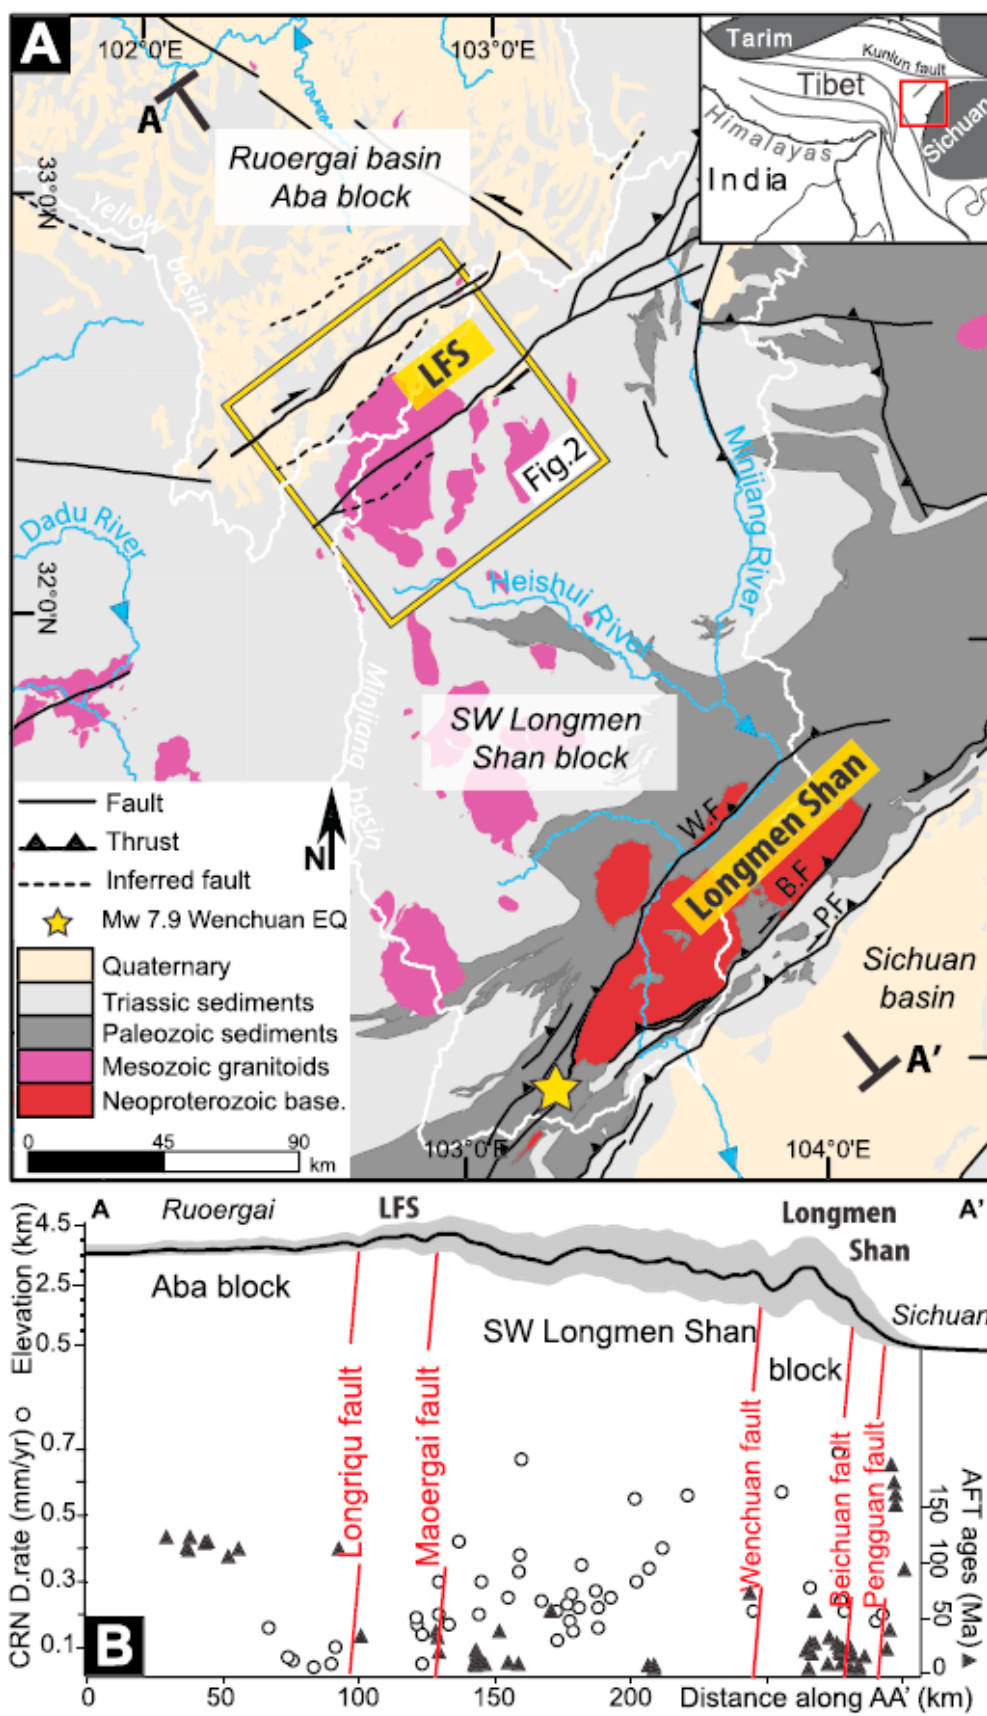 A
102°0'E
103°0'E
Tarim
Kunlun fault
Tibet
Himalayas
Sichuan
India
A
Ruoergai basin
Aba block
33°0'N
Yellow
basin
LFS
Fig.2
Minjiang River
Dadu River
Heishui River
32°0'N
Minjiang basin
SW Longmen
Shan block
Longmen Shan
W.F
B.F
P.F
Sichuan
basin
A'
Fault
Thrust
Inferred fault
Mw 7.9 Wenchuan EQ
N
Quaternary
Triassic sediments
Paleozoic sediments
Mesozoic granitoids
Neoproterozoic base.
0 45 90
km
103°0'E
104°0'E
A
Ruoergai
LFS
Longmen
Shan
A'
Elevation (km)
4.5
2.5
0.5
Aba block
SW Longmen Shan
block
Sichuan
Longriqu fault
Maoergai fault
Wenchuan fault
Beichuan fault
Pengguan fault
CRN D.rate (mm/yr)
0.7
0.5
0.3
0.1
AFT ages (Ma)
150
100
50
0
B
0 50 100 150 200 Distance along AA' (km)